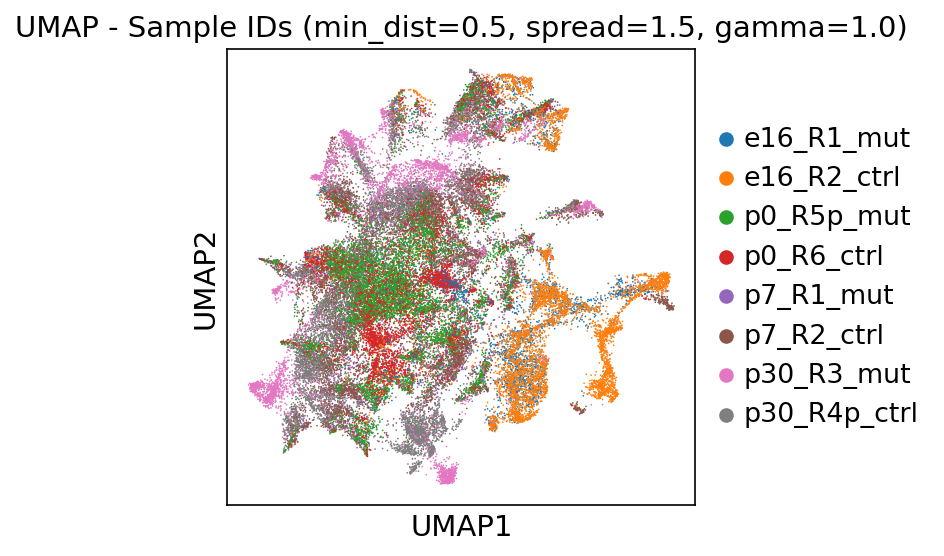 UMAP - Sample IDs (min_dist=0.5, spread=1.5, gamma=1.0)
UMAP2
UMAP1
e16_R1_mut
e16_R2_ctrl
p0_R5p_mut
p0_R6_ctrl
p7_R1_mut
p7_R2_ctrl
p30_R3_mut
p30_R4p_ctrl